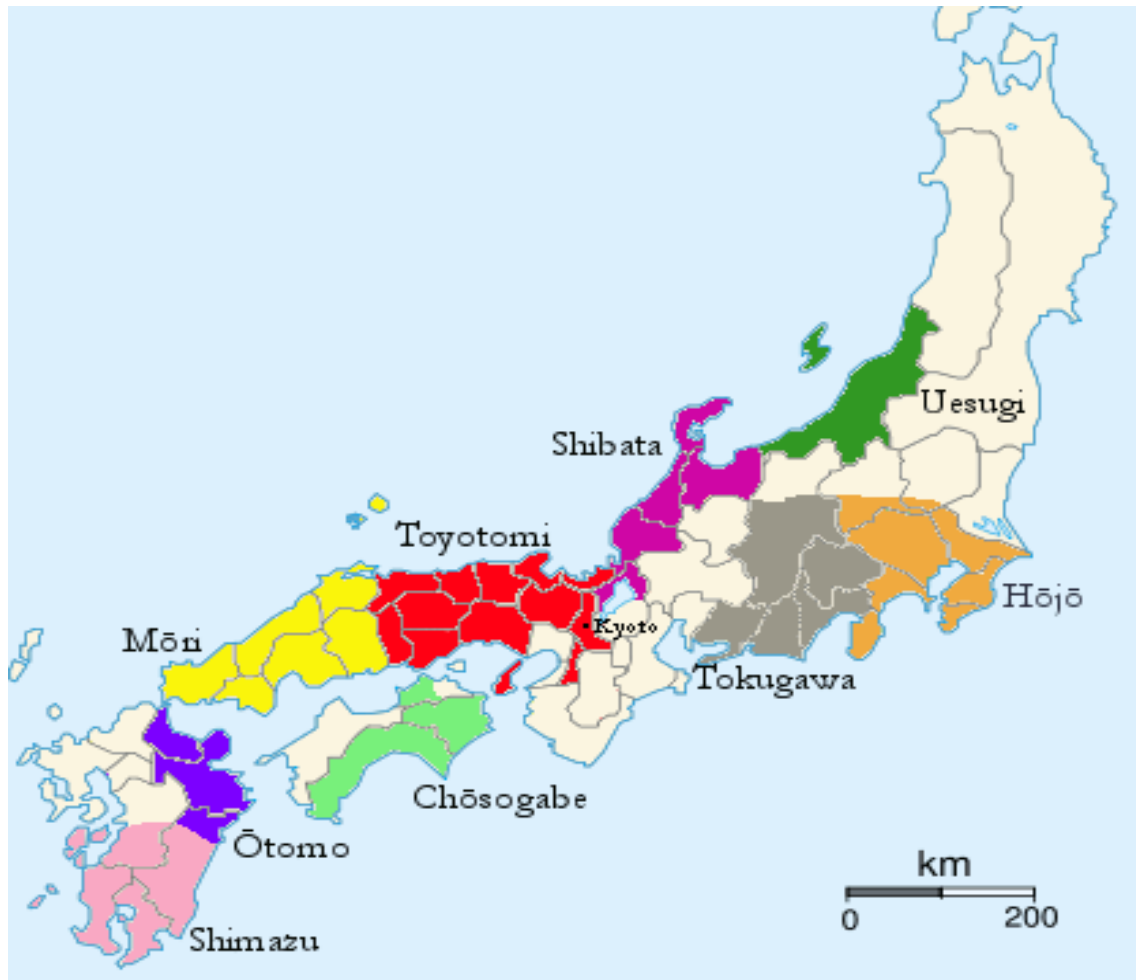 Uesugi
Shibata
Toyotomi
Hōjō
Kyoto
Mōri
Tokugawa
Chōsogabe
Ōtomo
km
0 200
Shimazu